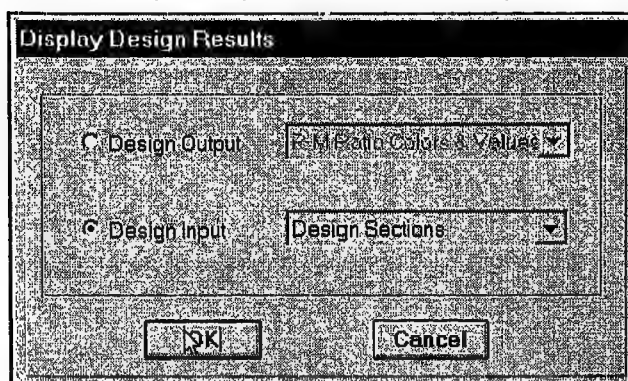 Display Design Results
Design Output
P-M Ratio Colors & Values
Design Input
Design Sections
OK
Cancel